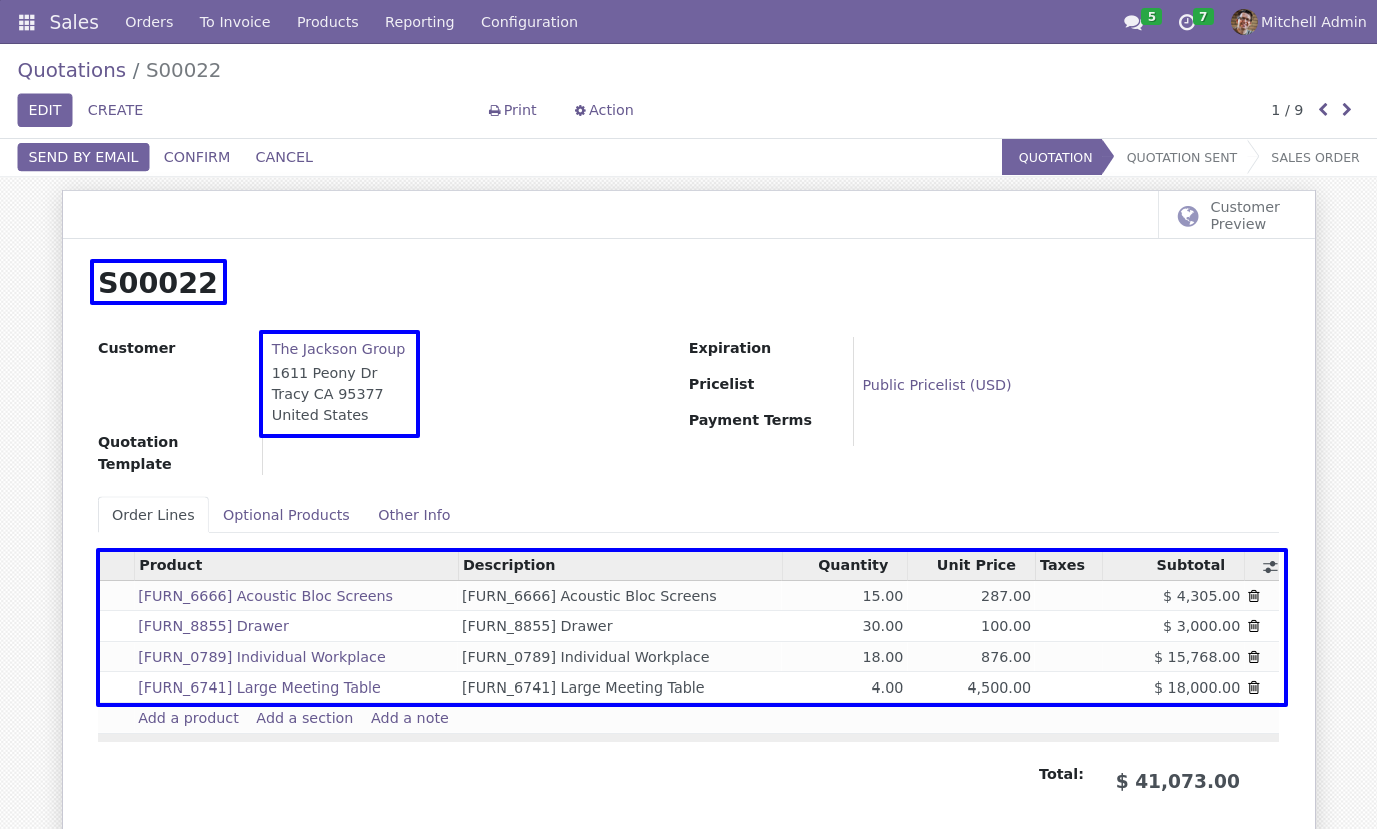 Sales Orders To Invoice Products Reporting Configuration 5 7 Mitchell Admin
Quotations / S00022
EDIT CREATE Print Action 1 / 9
SEND BY EMAIL CONFIRM CANCEL QUOTATION QUOTATION SENT SALES ORDER
Customer
Preview
S00022
Customer The Jackson Group
1611 Peony Dr
Tracy CA 95377
United States
Expiration
Pricelist Public Pricelist (USD)
Payment Terms
Quotation
Template
Order Lines Optional Products Other Info
Product Description Quantity Unit Price Taxes Subtotal
[FURN_6666] Acoustic Bloc Screens [FURN_6666] Acoustic Bloc Screens 15.00 287.00 $ 4,305.00
[FURN_8855] Drawer [FURN_8855] Drawer 30.00 100.00 $ 3,000.00
[FURN_0789] Individual Workplace [FURN_0789] Individual Workplace 18.00 876.00 $ 15,768.00
[FURN_6741] Large Meeting Table [FURN_6741] Large Meeting Table 4.00 4,500.00 $ 18,000.00
Add a product Add a section Add a note
Total: $ 41,073.00